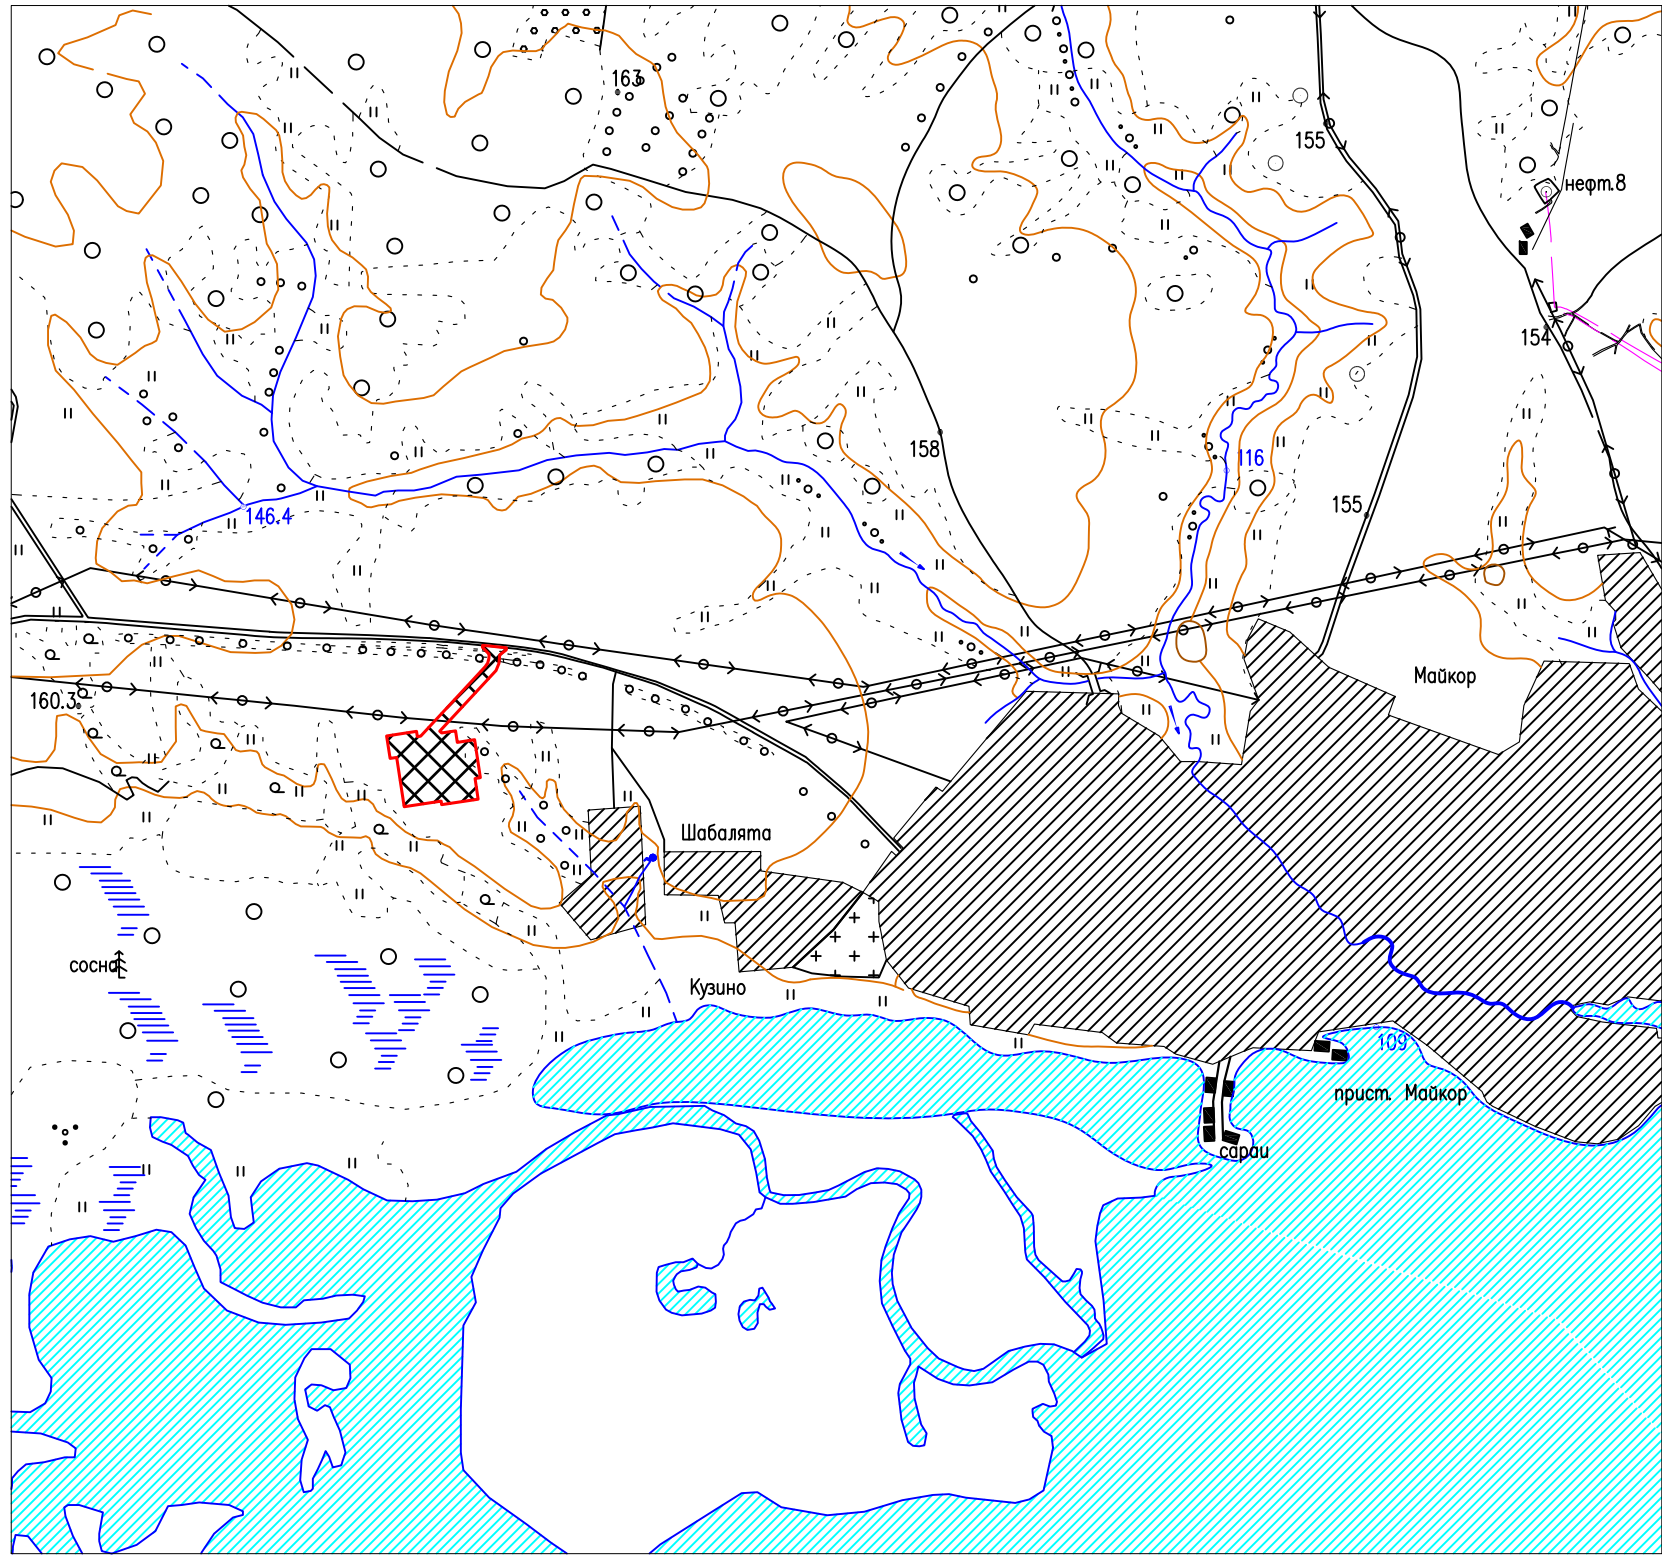 163
155
нефт.8
154
158
116
155
146.4
Майкор
160.3
Шабалята
сосна
Кузино
109
прист. Майкор
сараи